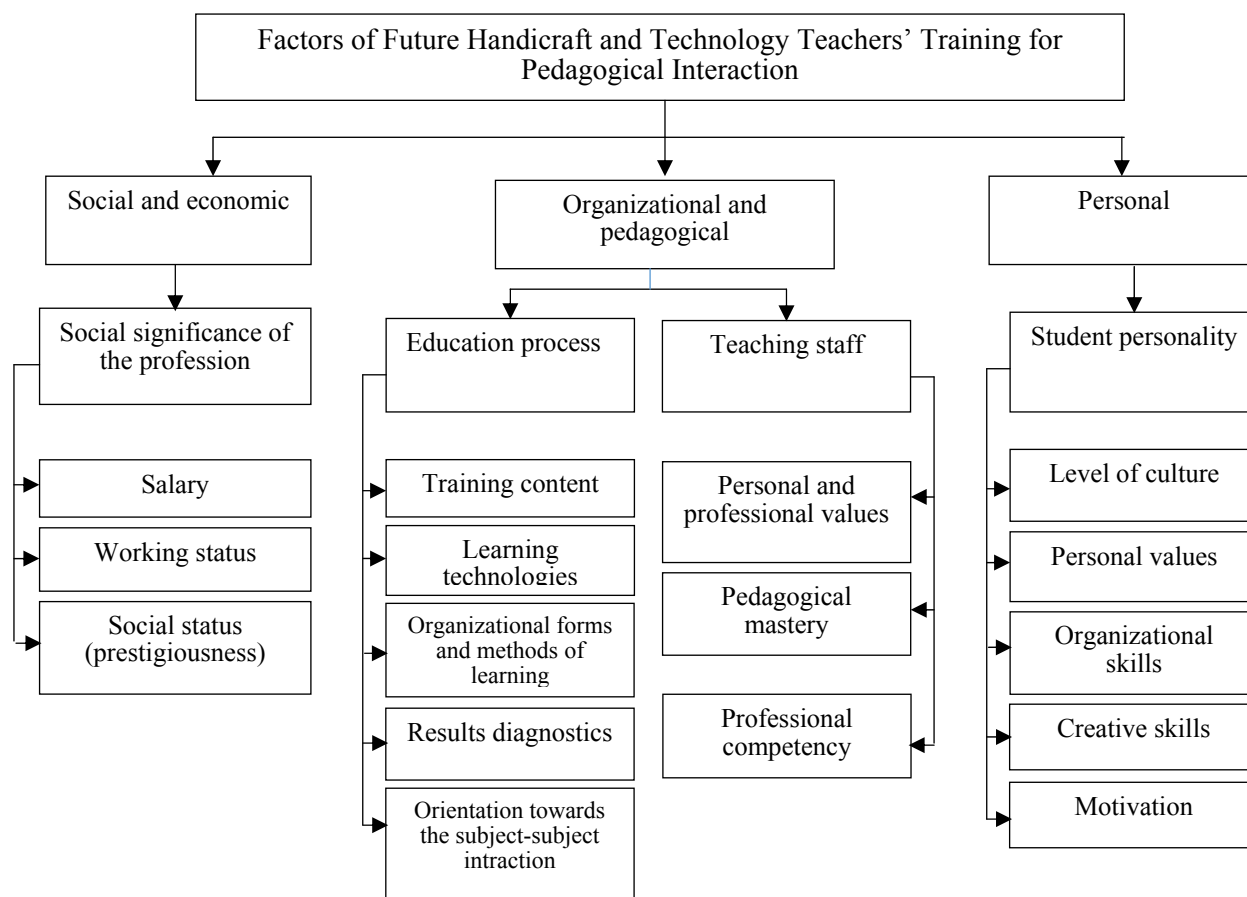 Factors of Future Handicraft and Technology Teachers’ Training for
Pedagogical Interaction
Social and economic
Organizational and
pedagogical
Personal
Social significance of
the profession
Education process
Teaching staff
Student personality
Salary
Working status
Social status
(prestigiousness)
Training content
Learning
technologies
Organizational forms
and methods of
learning
Results diagnostics
Orientation towards
the subject-subject
intraction
Personal and
professional values
Pedagogical
mastery
Professional
competency
Level of culture
Personal values
Organizational
skills
Creative skills
Motivation